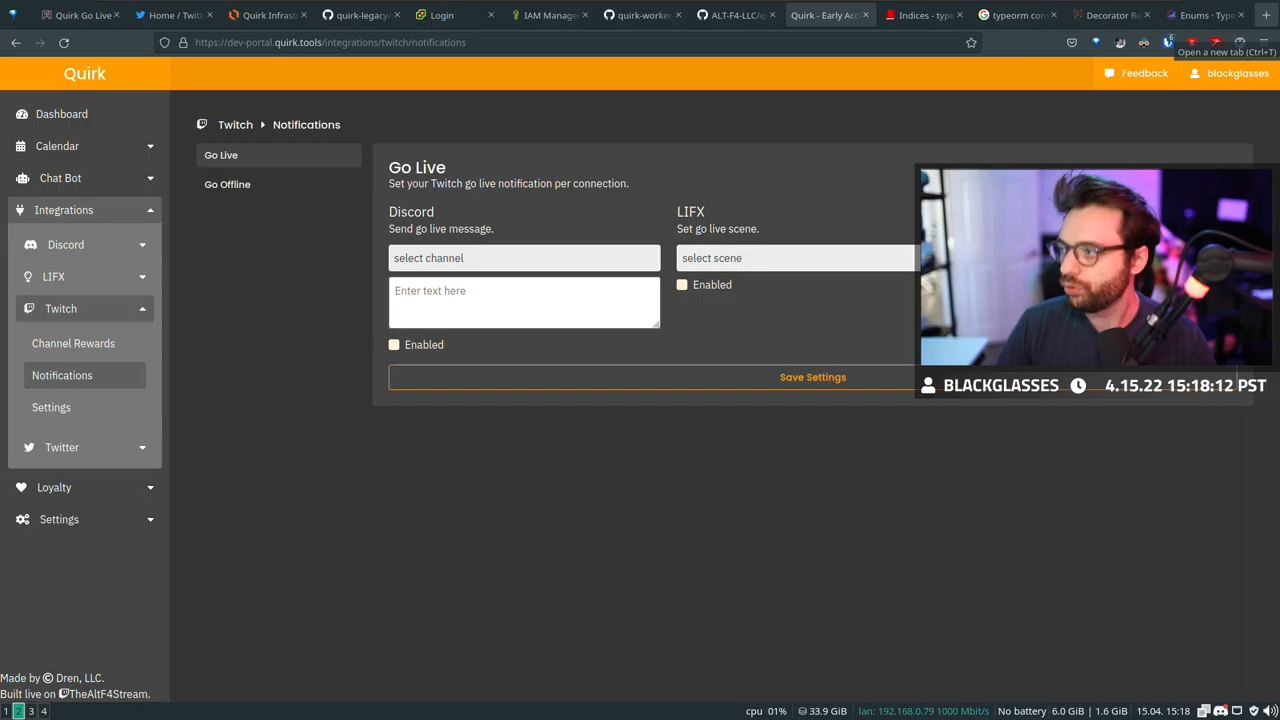 Quirk Go Live
Home / Twitt
Quirk Infrast
quirk-legacy/
Login
IAM Manage
quirk-worker
ALT-F4-LLC/q
Quirk - Early Acc
Indices - type
typeorm con
Decorator Re
Enums · Type
https://dev-portal.quirk.tools/integrations/twitch/notifications
6
Open a new tab (Ctrl+T)
Quirk
Feedback
blackglasses
Dashboard
Calendar
Chat Bot
Integrations
Discord
LIFX
Twitch
Channel Rewards
Notifications
Settings
Twitter
Loyalty
Settings
Twitch
Notifications
Go Live
Go Offline
Go Live
Set your Twitch go live notification per connection.
Discord
Send go live message.
select channel
Enter text here
Enabled
LIFX
Set go live scene.
select scene
Enabled
Save Settings
BLACKGLASSES 4.15.22 15:18:12 PST
Made by © Dren, LLC.
Built live on TheAltF4Stream.
1 2 3 4
cpu 01% 33.9 GiB lan: 192.168.0.79 1000 Mbit/s No battery 6.0 GiB | 1.6 GiB 15.04. 15:18